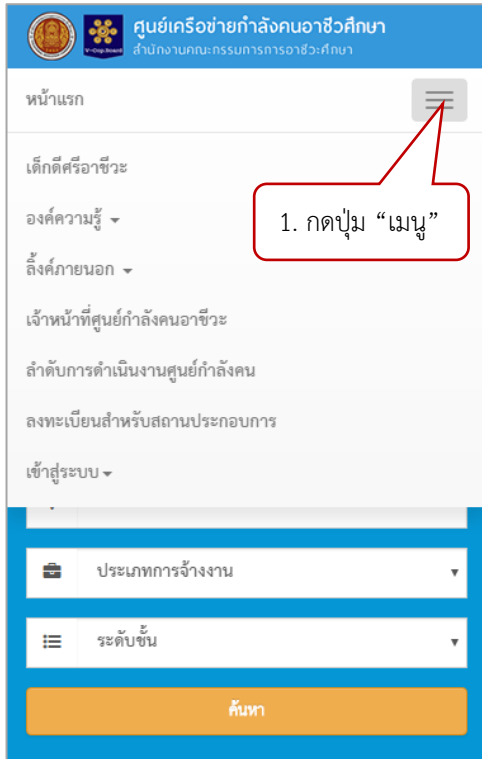 ศูนย์เครือข่ายกำลังคนอาชีวศึกษา
สำนักงานคณะกรรมการการอาชีวะศึกษา
V-Cop.Board
หน้าแรก
เด็กดีศรีอาชีวะ
องค์ความรู้
1. กดปุ่ม “เมนู”
ลิ้งค์ภายนอก
เจ้าหน้าที่ศูนย์กำลังคนอาชีวะ
ลำดับการดำเนินงานศูนย์กำลังคน
ลงทะเบียนสำหรับสถานประกอบการ
เข้าสู่ระบบ
ประเภทการจ้างงาน
ระดับชั้น
ค้นหา